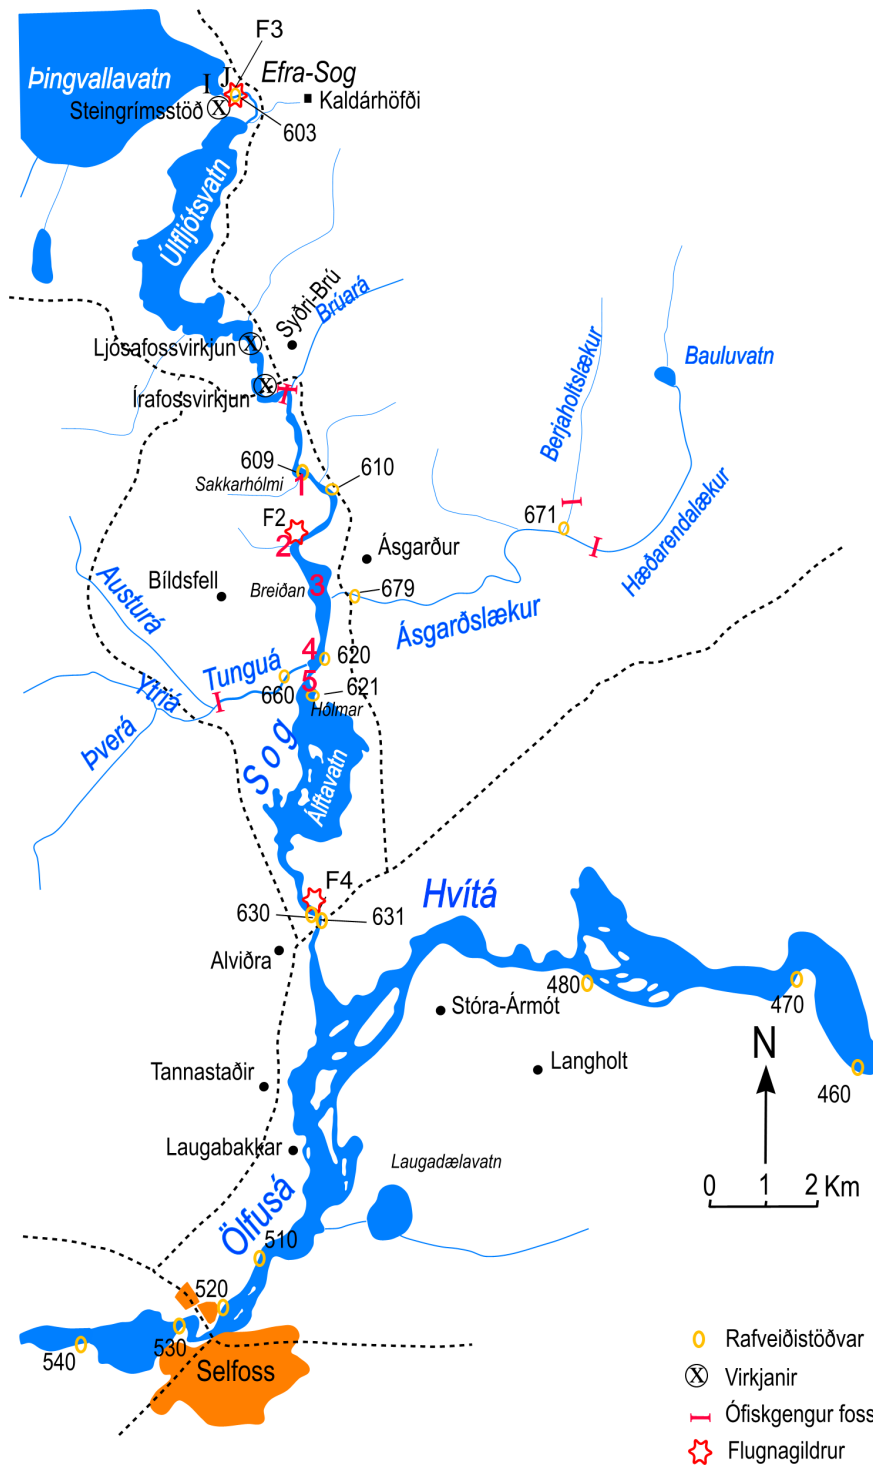 F3
Þingvallavatn
I
J
Efra-Sog
Steingrímsstöð
X
Kaldárhöfði
603
Úlfljótsvatn
Syðri-Brú
Brúará
Ljósafossvirkjun
X
Írafossvirkjun
X
Bauluvatn
Berjaholtslækur
609
610
Sakkarhólmi
1
F2
2
671
Ásgarður
Hæðarendalækur
Bíldsfell
Breiðan
3
679
Austurá
Ásgarðslækur
4
620
Tunguá
5
660
621
Hólmar
Ytriá
Þverá
Sog
Álftavatn
F4
Hvítá
630
631
Alviðra
480
470
Stóra-Ármót
N
Langholt
460
Tannastaðir
Laugabakkar
Laugadælavatn
0 1 2 Km
Ölfusá
510
520
530
540
Selfoss
Rafveiðistöðvar
X Virkjanir
Ófiskgengur foss
Flugnagildrur